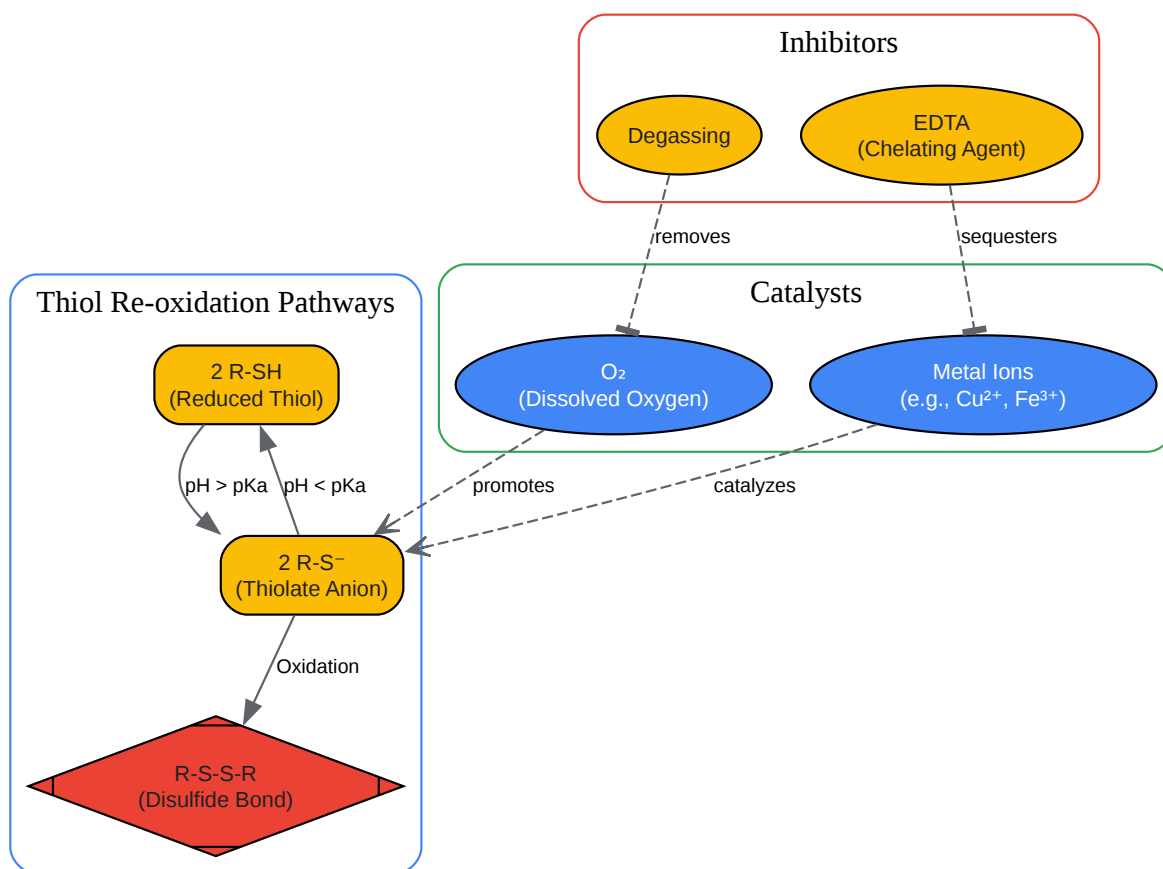 Inhibitors
Degassing
EDTA
(Chelating Agent)
removes
sequesters
Catalysts
O₂
(Dissolved Oxygen)
Metal Ions
(e.g., Cu²⁺, Fe³⁺)
promotes
catalyzes
Thiol Re-oxidation Pathways
2 R-SH
(Reduced Thiol)
pH > pKa
pH < pKa
2 R-S⁻
(Thiolate Anion)
Oxidation
R-S-S-R
(Disulfide Bond)